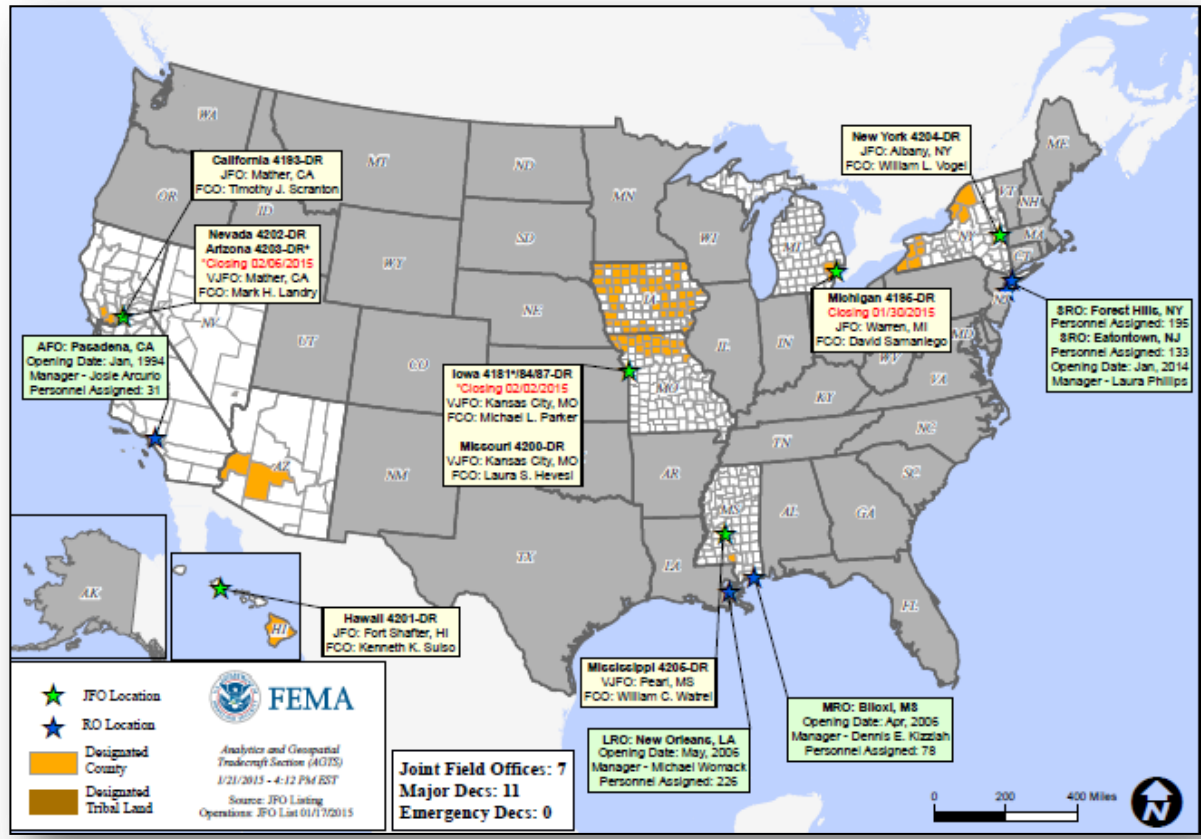 WA
OR
ID
MT
ND
MN
SD
WY
NE
WI
MI
IA
IL
IN
NV
UT
CO
MO
KY
WV
VA
MD
NJ
NY
VT
NH
ME
MA
CT
AZ
NM
AR
TN
NC
SC
MS
AL
GA
TX
LA
FL
AK
HI
California 4193-DR
JFO: Mather, CA
FCO: Timothy J. Scranton
Nevada 4202-DR
Arizona 4203-DR*
*Closing 02/06/2015
VJFO: Mather, CA
FCO: Mark H. Landry
AFO: Pasadena, CA
Opening Date: Jan, 1994
Manager - Josie Arcurio
Personnel Assigned: 31
Iowa 4181*/84/87-DR
*Closing 02/02/2015
VJFO: Kansas City, MO
FCO: Michael L. Parker
Missouri 4200-DR
VJFO: Kansas City, MO
FCO: Laura S. Hevesi
New York 4204-DR
JFO: Albany, NY
FCO: William L. Vogel
Michigan 4195-DR
Closing 01/30/2015
JFO: Warren, MI
FCO: David Samaniego
SRO: Forest Hills, NY
Personnel Assigned: 195
SRO: Eatontown, NJ
Personnel Assigned: 133
Opening Date: Jan, 2014
Manager - Laura Phillips
Hawaii 4201-DR
JFO: Fort Shafter, HI
FCO: Kenneth K. Suiso
Mississippi 4205-DR
VJFO: Pearl, MS
FCO: William C. Watrel
LRO: New Orleans, LA
Opening Date: May, 2006
Manager - Michael Womack
Personnel Assigned: 226
MRO: Biloxi, MS
Opening Date: Apr, 2006
Manager - Dennis E. Kizziah
Personnel Assigned: 78
JFO Location
RO Location
Designated
County
Designated
Tribal Land
FEMA
Analytics and Geospatial
Tradecraft Section (AGTS)
1/21/2015 - 4:12 PM EST
Source: JFO Listing
Operations: JFO List 01/17/2015
Joint Field Offices: 7
Major Decs: 11
Emergency Decs: 0
0 200 400 Miles
N